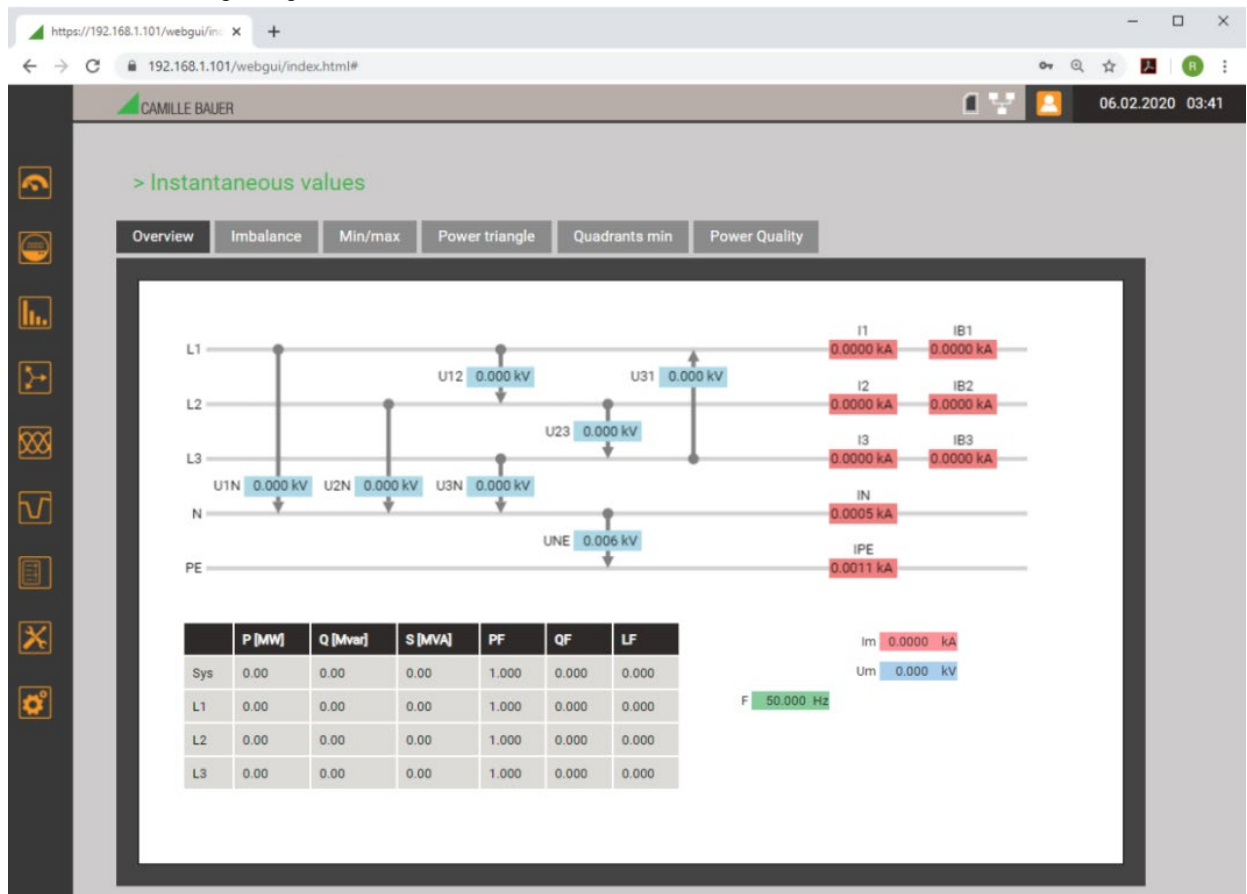 https://192.168.1.101/webgui/in
192.168.1.101/webgui/index.html#
R
CAMILLE BAUER
06.02.2020 03:41
> Instantaneous values
Overview Imbalance Min/max Power triangle Quadrants min Power Quality
I1 IB1
L1 0.0000 kA 0.0000 kA
U12 0.000 kV U31 0.000 kV
I2 IB2
L2 0.0000 kA 0.0000 kA
U23 0.000 kV
I3 IB3
L3 0.0000 kA 0.0000 kA
U1N 0.000 kV U2N 0.000 kV U3N 0.000 kV
IN
N 0.0005 kA
UNE 0.006 kV
IPE
PE 0.0011 kA
P [MW] Q [Mvar] S [MVA] PF QF LF
Sys 0.00 0.00 0.00 1.000 0.000 0.000
L1 0.00 0.00 0.00 1.000 0.000 0.000
L2 0.00 0.00 0.00 1.000 0.000 0.000
L3 0.00 0.00 0.00 1.000 0.000 0.000
Im 0.0000 kA
Um 0.000 kV
F 50.000 Hz